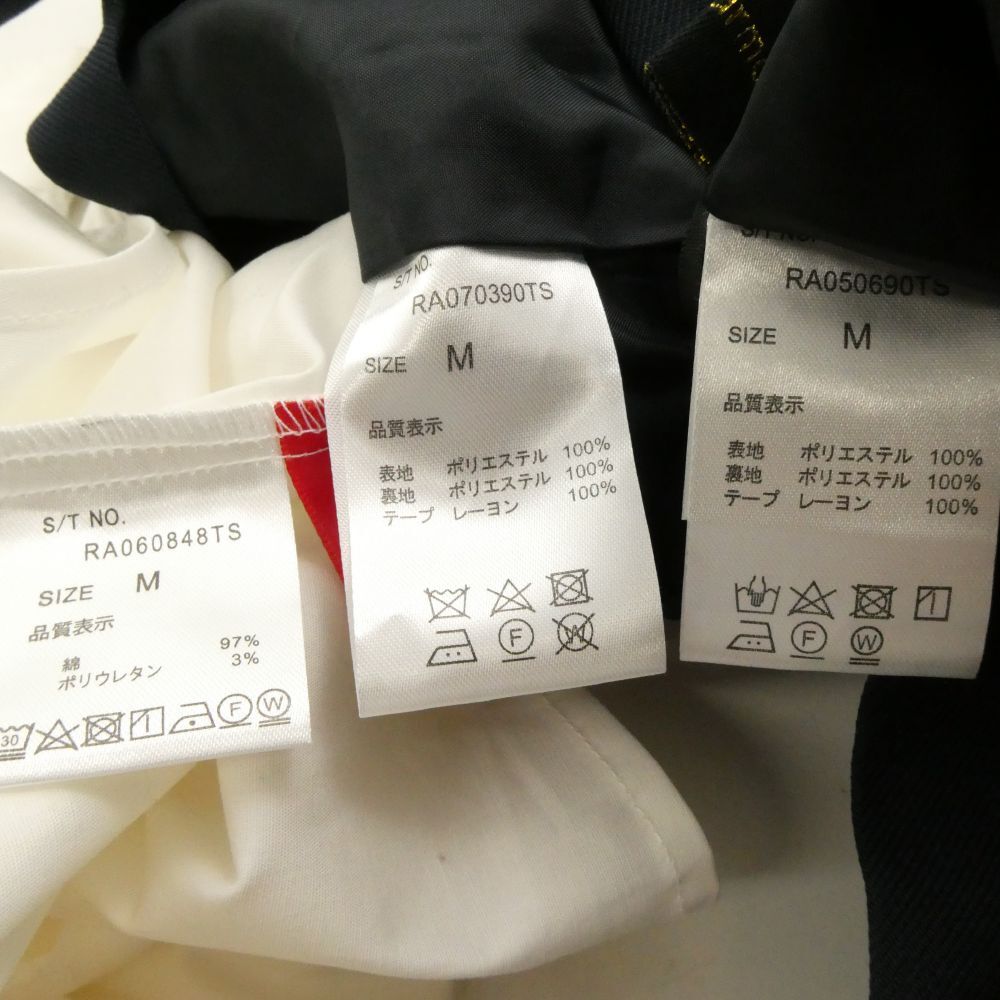 S/T NO.
RA060848TS
SIZE M
品質表示
綿 97%
ポリウレタン 3%
30
F W
S/T NO.
RA070390TS
SIZE M
品質表示
表地 ポリエステル 100%
裏地 ポリエステル 100%
テープ レーヨン 100%
F W
S/T NO.
RA050690TS
SIZE M
品質表示
表地 ポリエステル 100%
裏地 ポリエステル 100%
テープ レーヨン 100%
F W